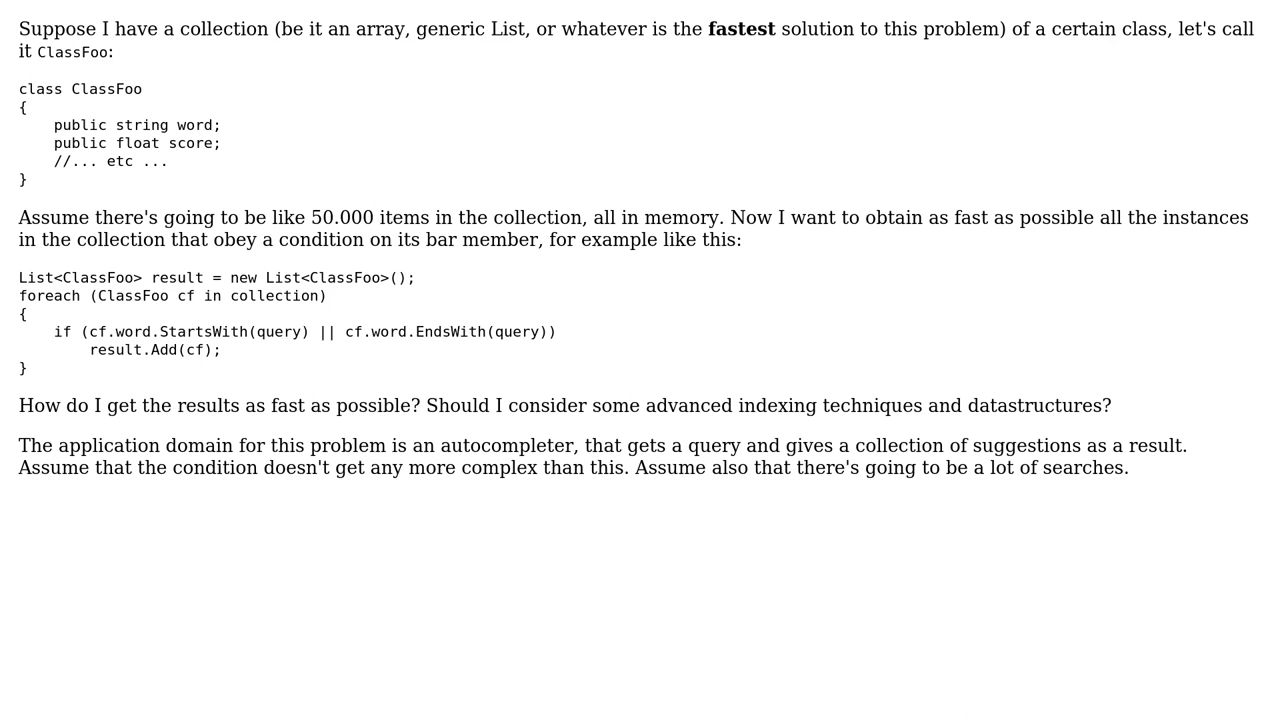 Suppose I have a collection (be it an array, generic List, or whatever is the fastest solution to this problem) of a certain class, let's call
it ClassFoo:
class ClassFoo
{
    public string word;
    public float score;
    //... etc ...
}
Assume there's going to be like 50.000 items in the collection, all in memory. Now I want to obtain as fast as possible all the instances
in the collection that obey a condition on its bar member, for example like this:
List<ClassFoo> result = new List<ClassFoo>();
foreach (ClassFoo cf in collection)
{
    if (cf.word.StartsWith(query) || cf.word.EndsWith(query))
        result.Add(cf);
}
How do I get the results as fast as possible? Should I consider some advanced indexing techniques and datastructures?
The application domain for this problem is an autocompleter, that gets a query and gives a collection of suggestions as a result.
Assume that the condition doesn't get any more complex than this. Assume also that there's going to be a lot of searches.